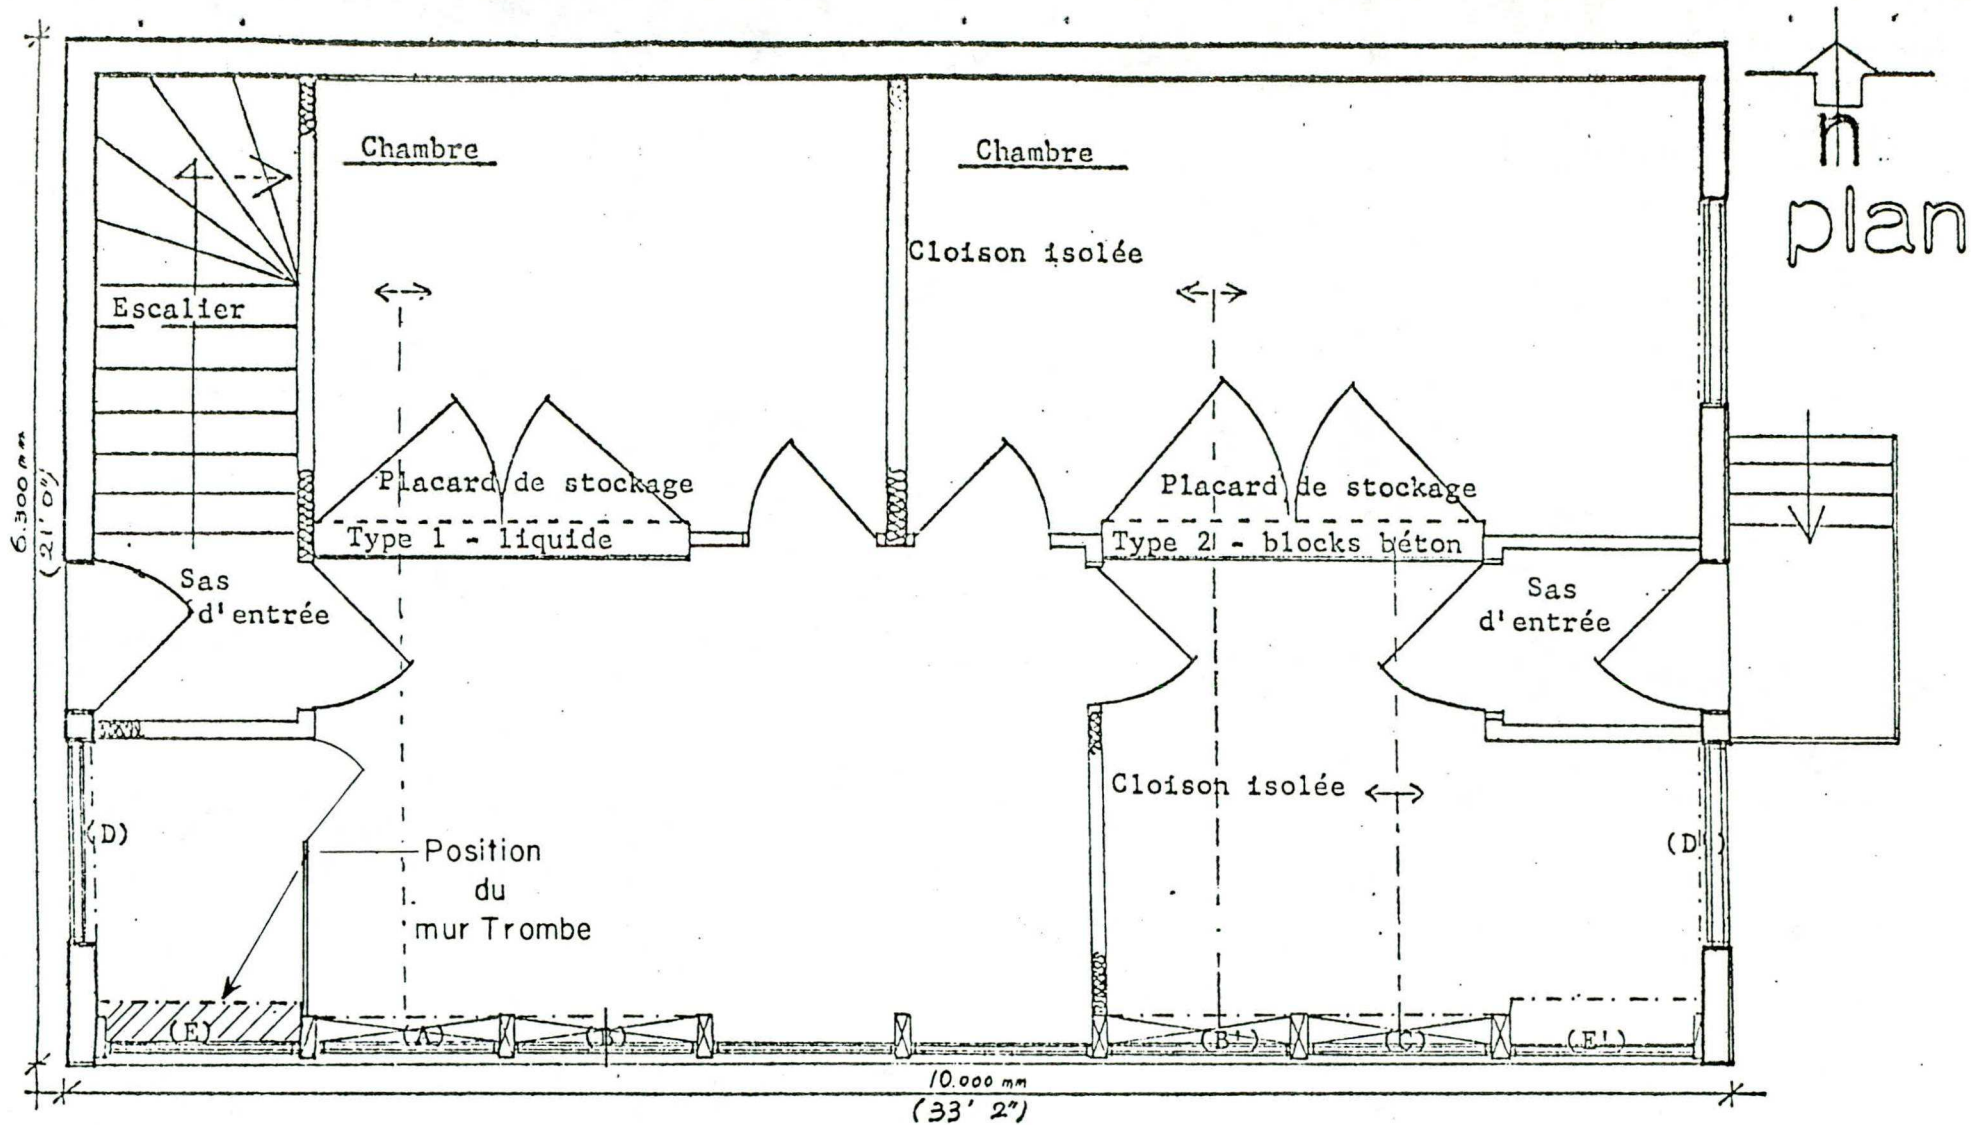 n
plan
Chambre
Chambre
Cloison isolée
Escalier
6.300 mm
(21' 0")
Placard de stockage
Type 1 - liquide
Placard de stockage
Type 2 - blocks béton
Sas
d'entrée
Sas
d'entrée
Cloison isolée
(D)
(D')
Position
du
mur Trombe
(E)
(A)
(B)
(B')
(C)
(E')
10.000 mm
(33' 2")